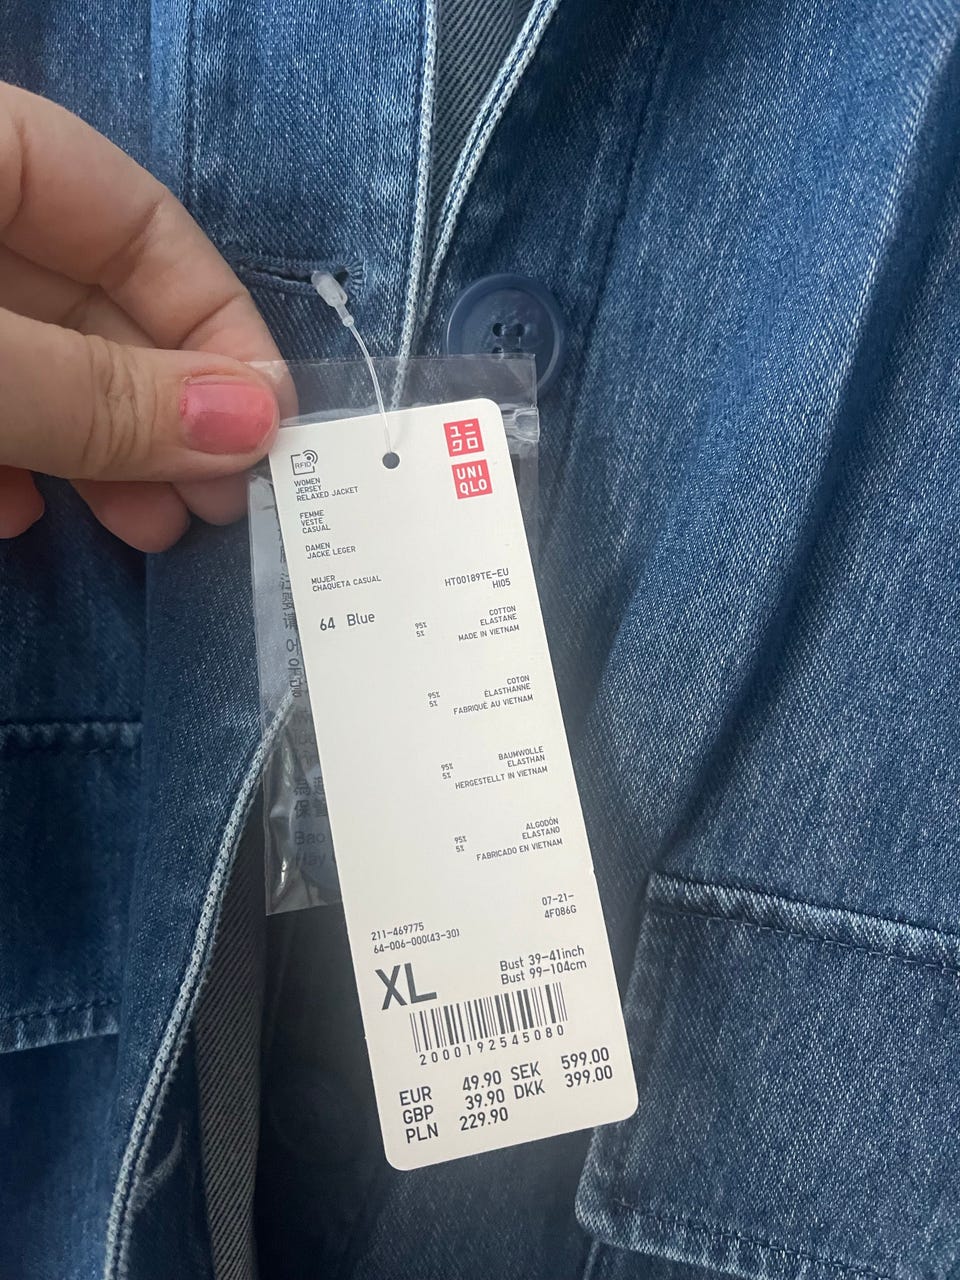 RFID
ユニ
クロ
UNI
QLO
WOMEN
JERSEY
RELAXED JACKET
FEMME
VESTE
CASUAL
DAMEN
JACKE LEGER
MUJER
CHAQUETA CASUAL
HT00189TE-EU
HI05
64 Blue
95% COTTON
5% ELASTANE
MADE IN VIETNAM
95% COTON
5% ÉLASTHANNE
FABRIQUÉ AU VIETNAM
95% BAUMWOLLE
5% ELASTHAN
HERGESTELLT IN VIETNAM
95% ALGODÓN
5% ELASTANO
FABRICADO EN VIETNAM
07-21-
4F086G
211-469775
64-006-000(43-30)
XL
Bust 39-41inch
Bust 99-104cm
2000192545080
EUR 49.90 SEK 599.00
GBP 39.90 DKK 399.00
PLN 229.90
保管
Bao
Hãy